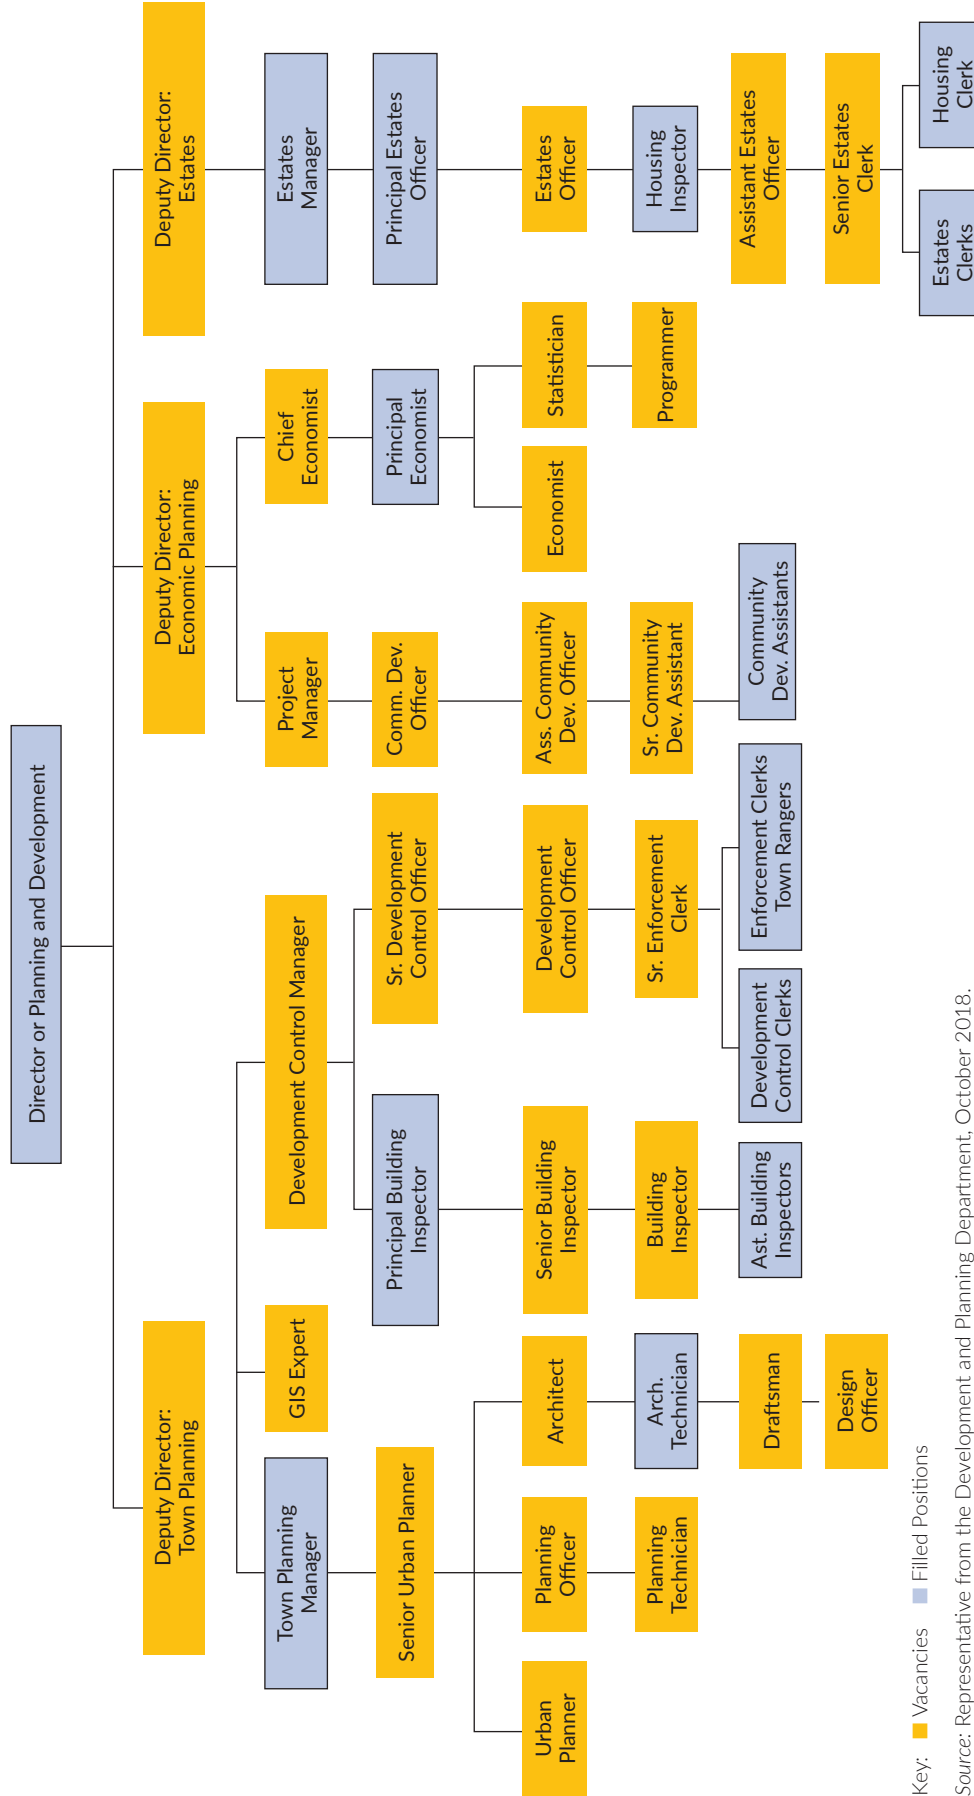 Director or Planning and Development
Deputy Director:
Town Planning
Deputy Director:
Economic Planning
Deputy Director:
Estates
Town Planning
Manager
GIS Expert
Development Control Manager
Project
Manager
Chief
Economist
Estates
Manager
Senior Urban Planner
Principal Building
Inspector
Sr. Development
Control Officer
Comm. Dev.
Officer
Principal
Economist
Principal Estates
Officer
Urban
Planner
Planning
Officer
Architect
Senior Building
Inspector
Development
Control Officer
Ass. Community
Dev. Officer
Economist
Statistician
Estates
Officer
Planning
Technician
Arch.
Technician
Building
Inspector
Sr. Enforcement
Clerk
Sr. Community
Dev. Assistant
Programmer
Housing
Inspector
Draftsman
Ast. Building
Inspectors
Development
Control Clerks
Enforcement Clerks
Town Rangers
Community
Dev. Assistants
Assistant Estates
Officer
Design
Officer
Senior Estates
Clerk
Estates
Clerks
Housing
Clerk
Key: Vacancies Filled Positions
Source: Representative from the Development and Planning Department, October 2018.